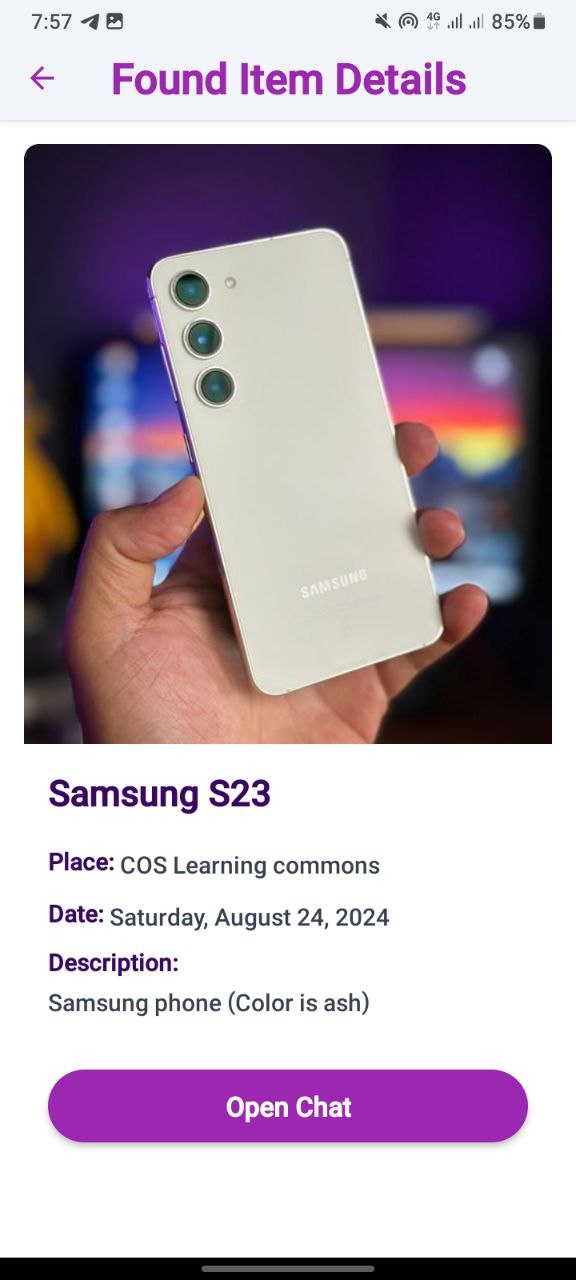 7:57 4G 85%
Found Item Details
SAMSUNG
Samsung S23
Place: COS Learning commons
Date: Saturday, August 24, 2024
Description:
Samsung phone (Color is ash)
Open Chat